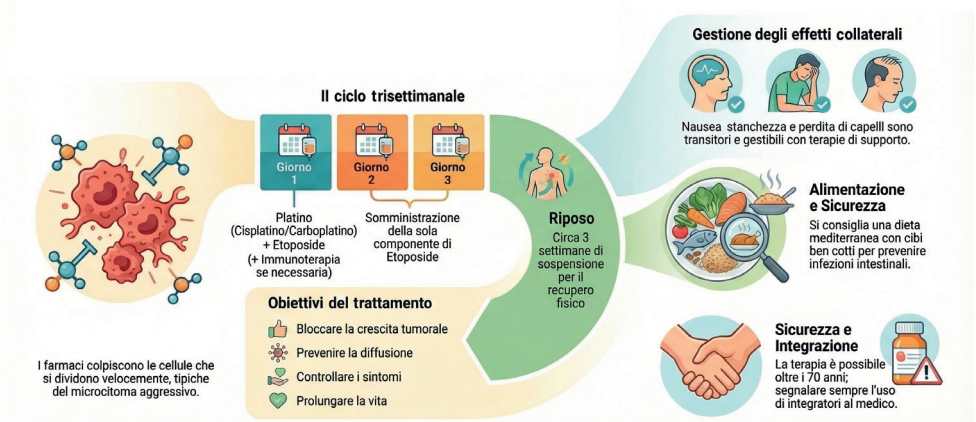 Il ciclo trisettimanale
Giorno
1
Giorno
2
Giorno
3
Platino
(Cisplatino/Carboplatino)
+ Etoposide
(+ Immunoterapia
se necessaria)
Somministrazione
della sola
componente di
Etoposide
Riposo
Circa 3
settimane di
sospensione
per il
recupero
fisico
Obiettivi del trattamento
Bloccare la crescita tumorale
Prevenire la diffusione
Controllare i sintomi
Prolungare la vita
I farmaci colpiscono le cellule che
si dividono velocemente, tipiche
del microcitoma aggressivo.
Gestione degli effetti collaterali
Nausea stanchezza e perdita di capelll sono
transitori e gestibili con terapie di supporto.
Alimentazione
e Sicurezza
Si consiglia una dieta
mediterranea con cibi
ben cotti per prevenire
infezioni intestinali.
Sicurezza e
Integrazione
La terapia è possibile
oltre i 70 anni;
segnalare sempre l'uso
di integratori al medico.